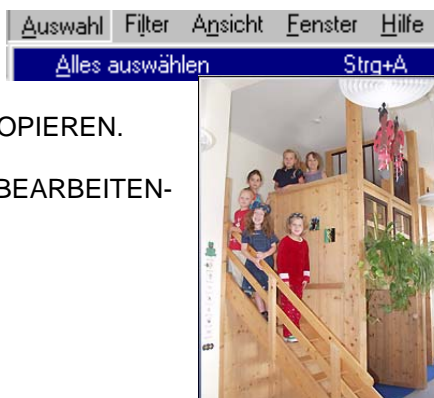 Auswahl Filter Ansicht Fenster Hilfe
Alles auswählen Strg+A
OPIEREN.
BEARBEITEN-